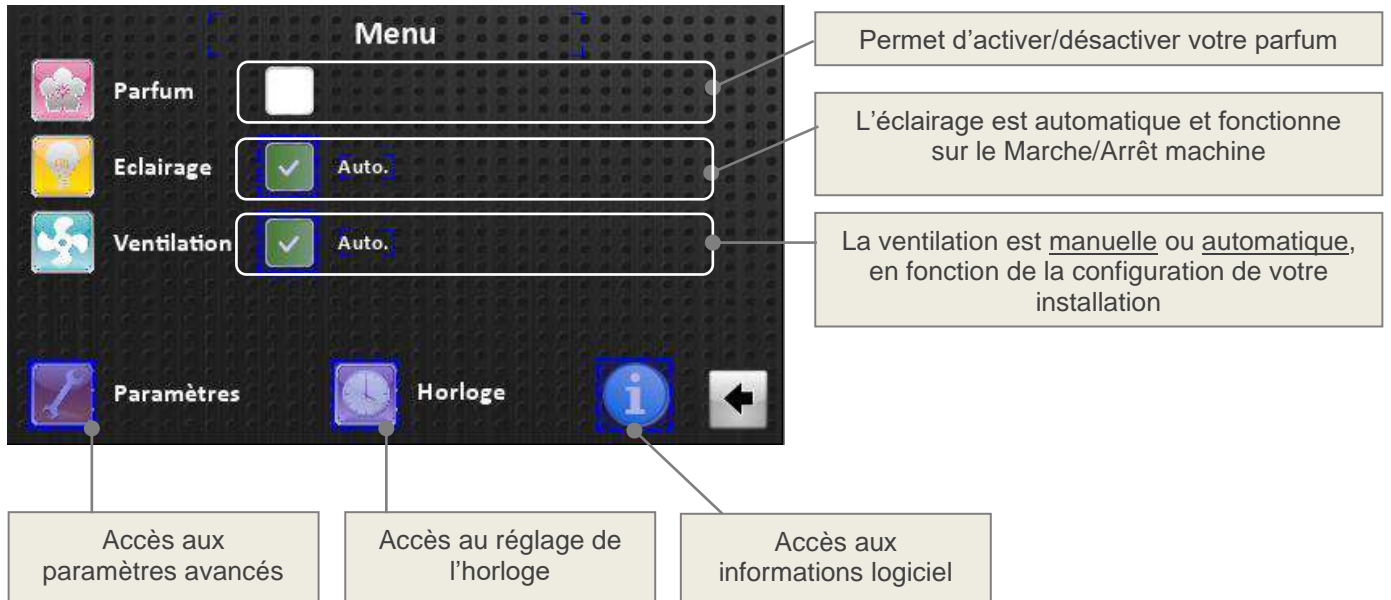 Menu
Parfum
Eclairage
Auto.
Ventilation
Auto.
Paramètres
Horloge
i
Permet d'activer/désactiver votre parfum
L'éclairage est automatique et fonctionne
sur le Marche/Arrêt machine
La ventilation est manuelle ou automatique,
en fonction de la configuration de votre
installation
Accès aux
paramètres avancés
Accès au réglage de
l'horloge
Accès aux
informations logiciel